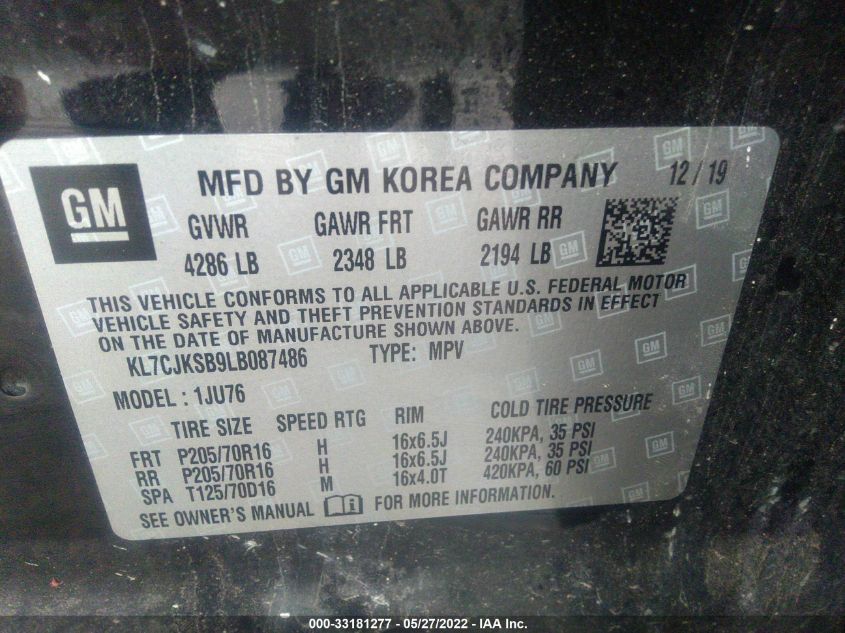 GM
MFD BY GM KOREA COMPANY 12 / 19
GVWR GAWR FRT GAWR RR
4286 LB 2348 LB 2194 LB
THIS VEHICLE CONFORMS TO ALL APPLICABLE U.S. FEDERAL MOTOR
VEHICLE SAFETY AND THEFT PREVENTION STANDARDS IN EFFECT
ON THE DATE OF MANUFACTURE SHOWN ABOVE.
KL7CJKSB9LB087486 TYPE: MPV
MODEL : 1JU76
TIRE SIZE SPEED RTG RIM COLD TIRE PRESSURE
FRT P205/70R16 H 16x6.5J 240KPA, 35 PSI
RR P205/70R16 H 16x6.5J 240KPA, 35 PSI
SPA T125/70D16 M 16x4.0T 420KPA, 60 PSI
SEE OWNER'S MANUAL FOR MORE INFORMATION.
000-33181277 - 05/27/2022 - IAA Inc.